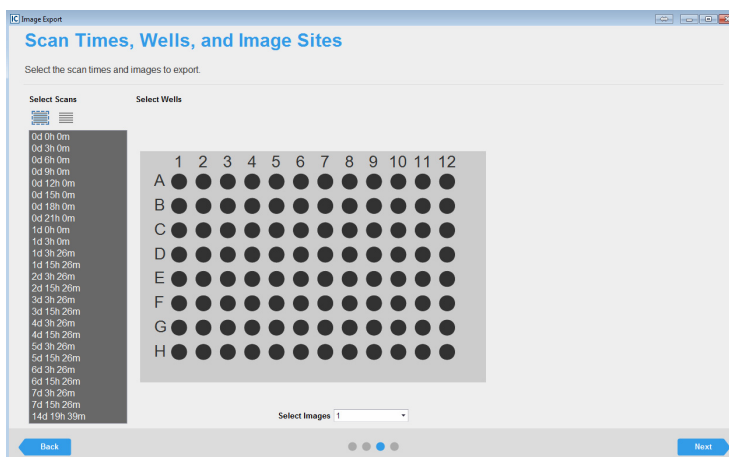 IC Image Export
Scan Times, Wells, and Image Sites
Select the scan times and images to export.
Select Scans
Select Wells
0d 0h 0m
0d 3h 0m
0d 6h 0m
0d 9h 0m
0d 12h 0m
0d 15h 0m
0d 18h 0m
0d 21h 0m
1d 0h 0m
1d 3h 0m
1d 3h 26m
1d 15h 26m
2d 3h 26m
2d 15h 26m
3d 3h 26m
3d 15h 26m
4d 3h 26m
4d 15h 26m
5d 3h 26m
5d 15h 26m
6d 3h 26m
6d 15h 26m
7d 3h 26m
7d 15h 26m
14d 19h 39m
1 2 3 4 5 6 7 8 9 10 11 12
A
B
C
D
E
F
G
H
Select Images 1
Back
Next